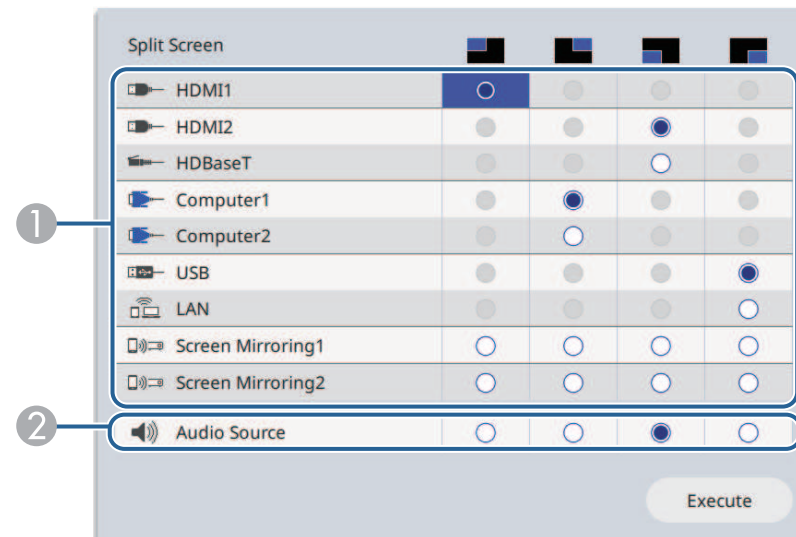 Split Screen
HDMI1
HDMI2
HDBaseT
1
Computer1
Computer2
USB
LAN
Screen Mirroring1
Screen Mirroring2
2
Audio Source
Execute